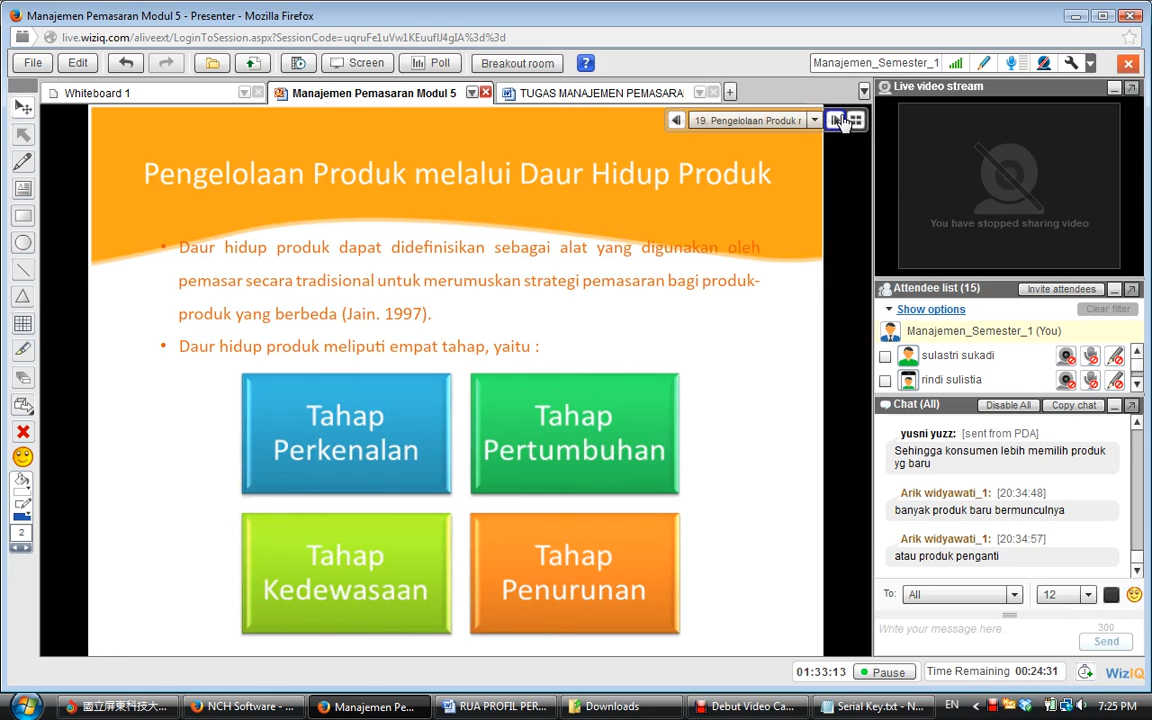 Manajemen Pemasaran Modul 5 - Presenter - Mozilla Firefox
live.wiziq.com/aliveext/LoginToSession.aspx?SessionCode=uqruFe1uVw1KEuufU4gIA%3d%3d
File Edit Screen Poll Breakout room Manajemen_Semester_1
Whiteboard 1 Manajemen Pemasaran Modul 5 TUGAS MANAJEMEN PEMASARA
19. Pengelolaan Produk
Pengelolaan Produk melalui Daur Hidup Produk
• Daur hidup produk dapat didefinisikan sebagai alat yang digunakan oleh
pemasar secara tradisional untuk merumuskan strategi pemasaran bagi produk-
produk yang berbeda (Jain. 1997).
• Daur hidup produk meliputi empat tahap, yaitu :
Tahap
Perkenalan
Tahap
Pertumbuhan
Tahap
Kedewasaan
Tahap
Penurunan
2
Live video stream
You have stopped sharing video
Attendee list (15) Invite attendees
Show options Clear filter
Manajemen_Semester_1 (You)
sulastri sukadi
rindi sulistia
Chat (All) Disable All Copy chat
yusni yuzz: [sent from PDA]
Sehingga konsumen lebih memilih produk
yg baru
Arik widyawati_1: [20:34:48]
banyak produk baru bermunculnya
Arik widyawati_1: [20:34:57]
atau produk penganti
To: All 12
Write your message here. 300
Send
01:33:13 Pause Time Remaining 00:24:31 WizIQ
國立屏東科大... NCH Software - ... Manajemen Pe... RUA PROFIL PER... Downloads Debut Video Ca... Serial Key.txt - N... EN 7:25 PM